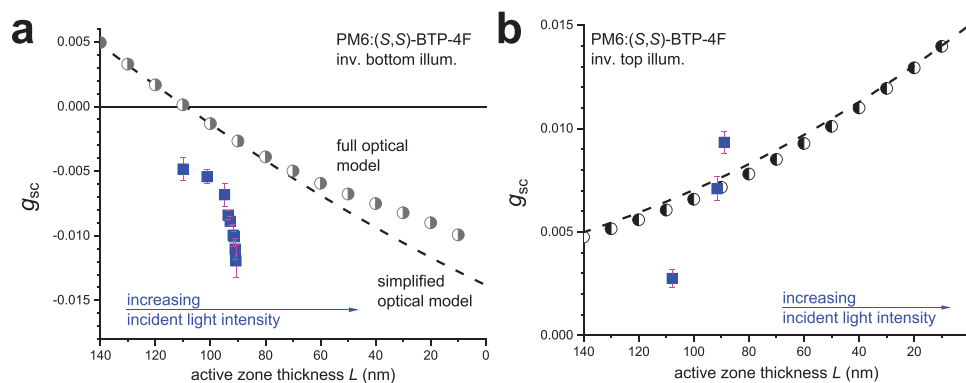 a
PM6:(S,S)-BTP-4F
inv. bottom illum.
full optical
model
simplified
optical model
increasing
incident light intensity
0.005
0.000
-0.005
-0.010
-0.015
gsc
140 120 100 80 60 40 20 0
active zone thickness L (nm)
b
PM6:(S,S)-BTP-4F
inv. top illum.
increasing
incident light intensity
0.015
0.010
0.005
0.000
gsc
140 120 100 80 60 40 20
active zone thickness L (nm)